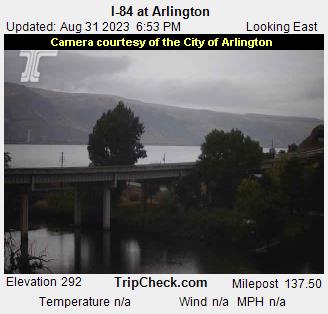 I-84 at Arlington
Updated: Aug 31 2023 6:53 PM Looking East
Camera courtesy of the City of Arlington
Elevation 292 TripCheck.com Milepost 137.50
Temperature n/a Wind n/a MPH n/a